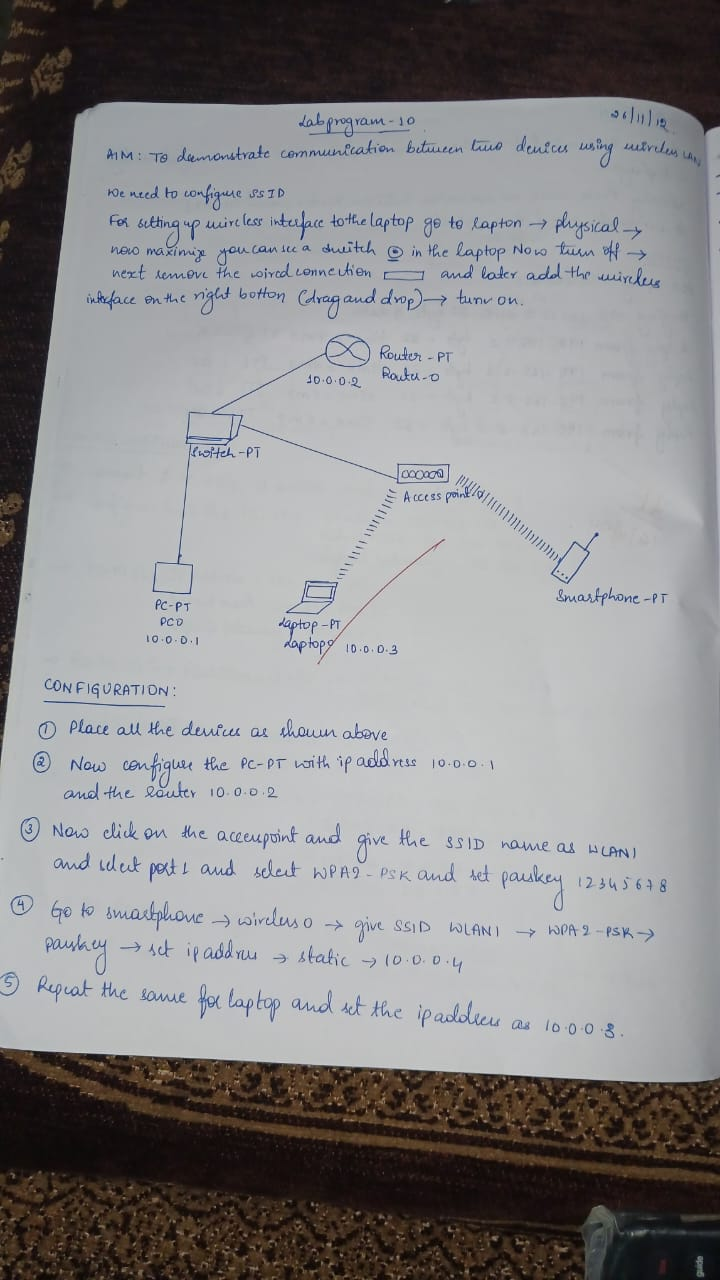 Lab program - 10
AIM: To demonstrate communication between two devices using wireless LAN
We need to configure SSID
For setting up wireless interface to the laptop go to lapton → physical →
now maximize you can see a switch in the laptop Now turn off →
next remove the wired connection and later add the wireless
interface on the right botton (drag and drop) → turn on.
Router - PT
Router-0
10.0.0.2
Switch - PT
Access point
Smartphone - PT
PC-PT
PC0
10.0.0.1
Laptop - PT
Laptop0
10.0.0.3
CONFIGURATION:
① Place all the devices as shown above
② Now configure the PC-PT with ip address 10.0.0.1
and the router 10.0.0.2
③ Now click on the accesspoint and give the SSID name as WLAN1
and select port 1 and select WPA2-PSK and set passkey 12345678
④ Go to smartphone → wireless0 → give SSID WLAN1 → WPA2-PSK →
passkey → set ip address → static → 10.0.0.4
⑤ Repeat the same for laptop and set the ip address as 10.0.0.3.
guide